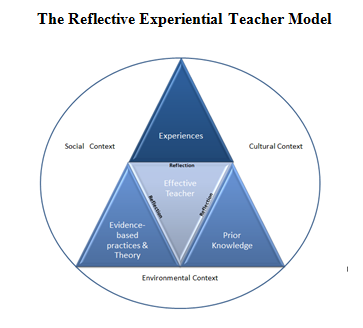 The Reflective Experiential Teacher Model
Experiences
Social Context
Cultural Context
Reflection
Effective
Teacher
Reflection
Reflection
Evidence-
based
practices &
Theory
Prior
Knowledge
Environmental Context